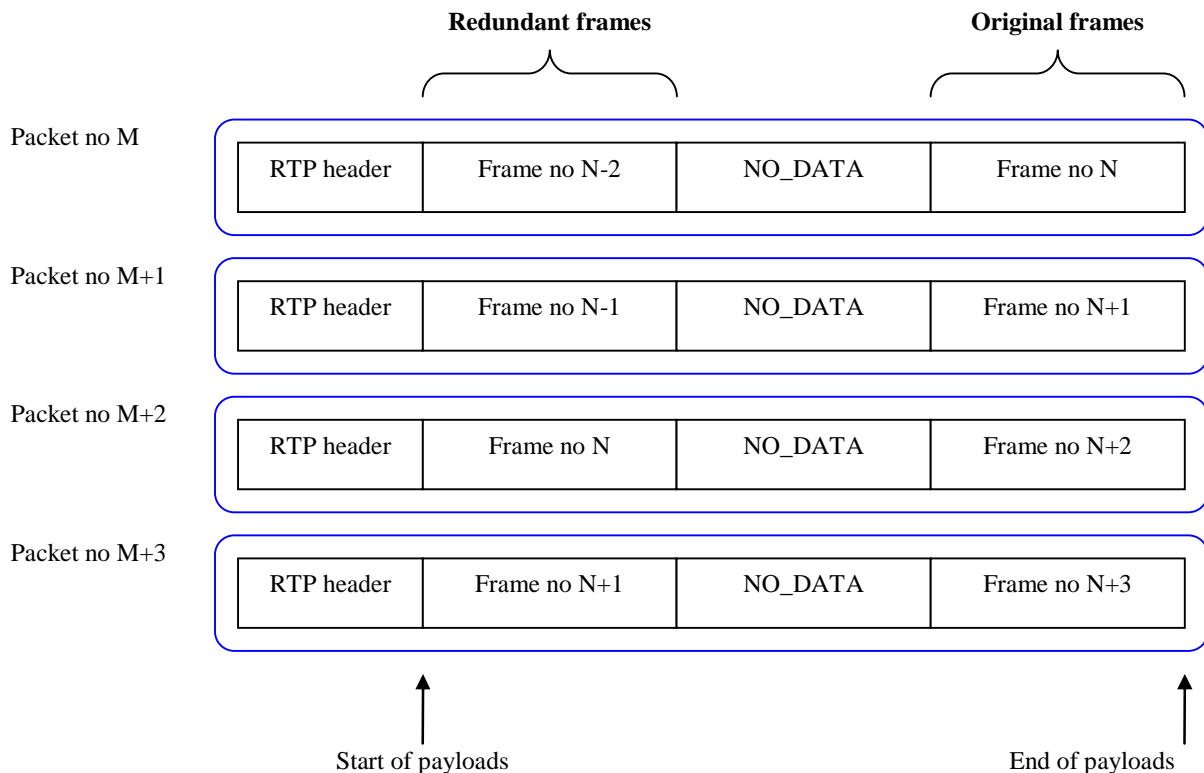 Redundant frames Original frames
Packet no M
RTP header Frame no N-2 NO_DATA Frame no N
Packet no M+1
RTP header Frame no N-1 NO_DATA Frame no N+1
Packet no M+2
RTP header Frame no N NO_DATA Frame no N+2
Packet no M+3
RTP header Frame no N+1 NO_DATA Frame no N+3
Start of payloads End of payloads